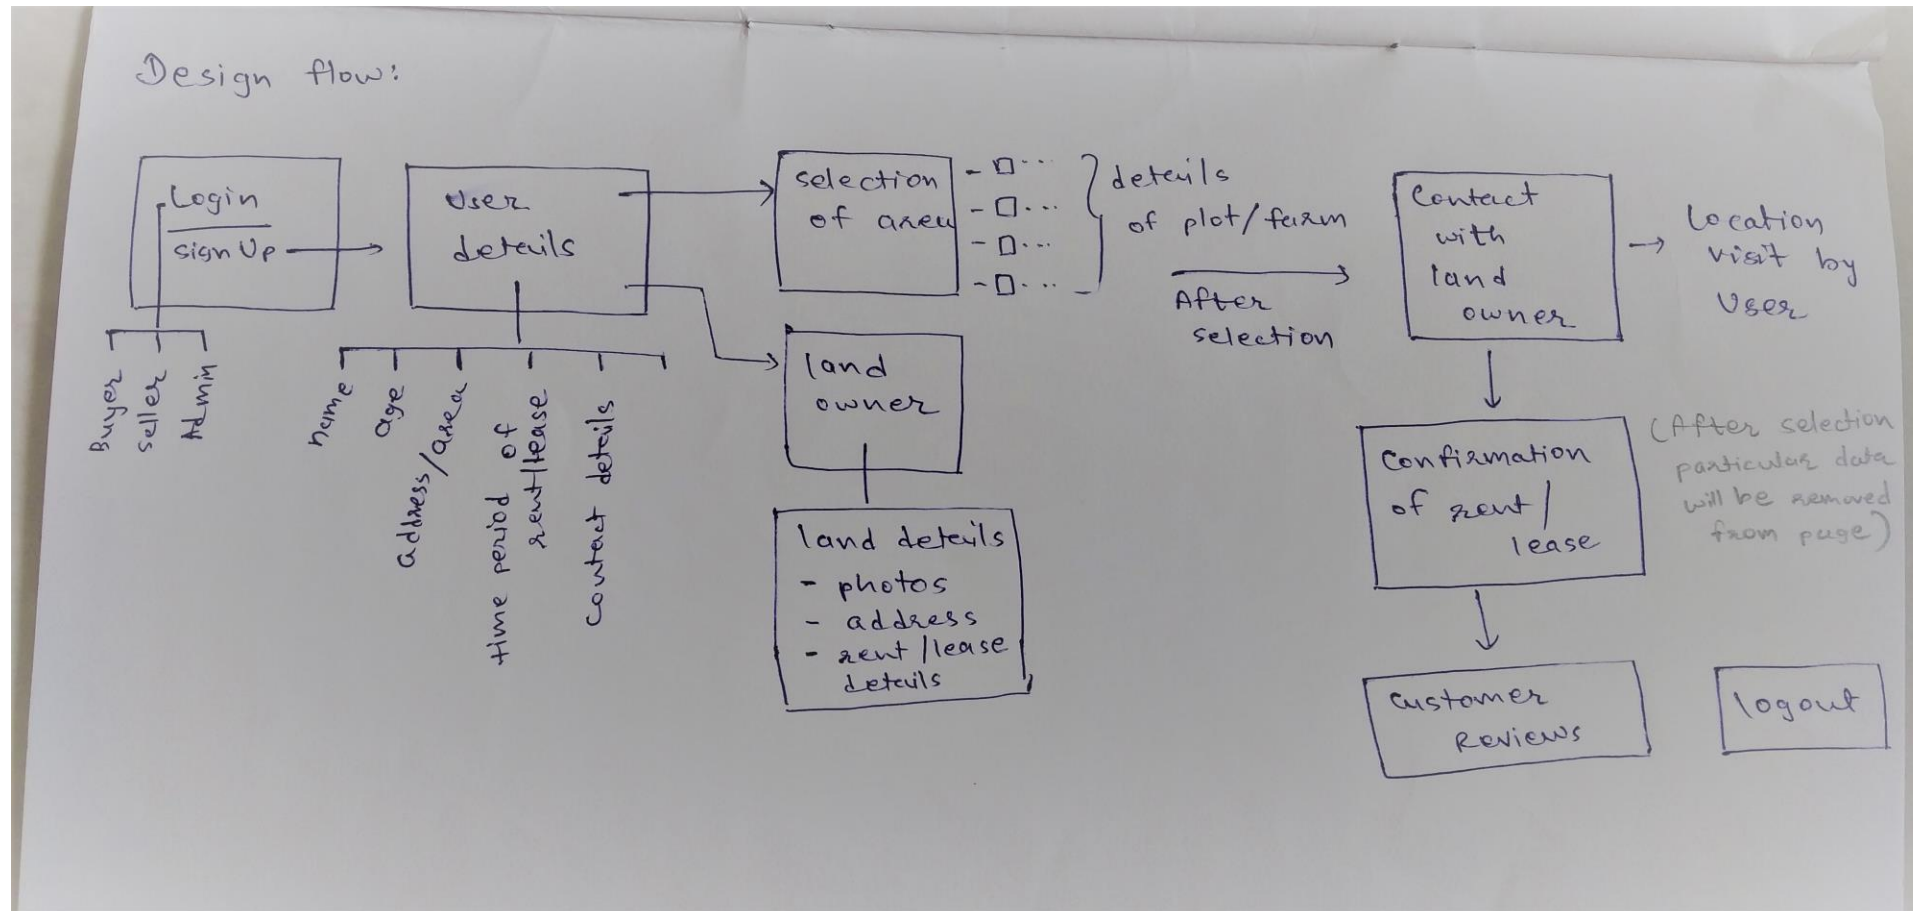 Design flow:
Login
sign Up
Buyer
Seller
Admin
User
details
name
age
address/area
time period of
rent/lease
contact details
selection
of area
details
of plot/farm
After
selection
land
owner
land details
- photos
- address
- rent/lease
details
Contact
with
land
owner
Location
visit by
User
Confirmation
of rent/
lease
(After selection
particular data
will be removed
from page)
Customer
Reviews
logout